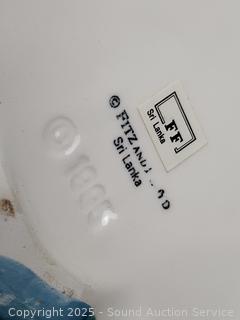 FF
Sri Lanka
© FITZ AND
Sri Lanka
©
Copyright 2025 - Sound Auction Service